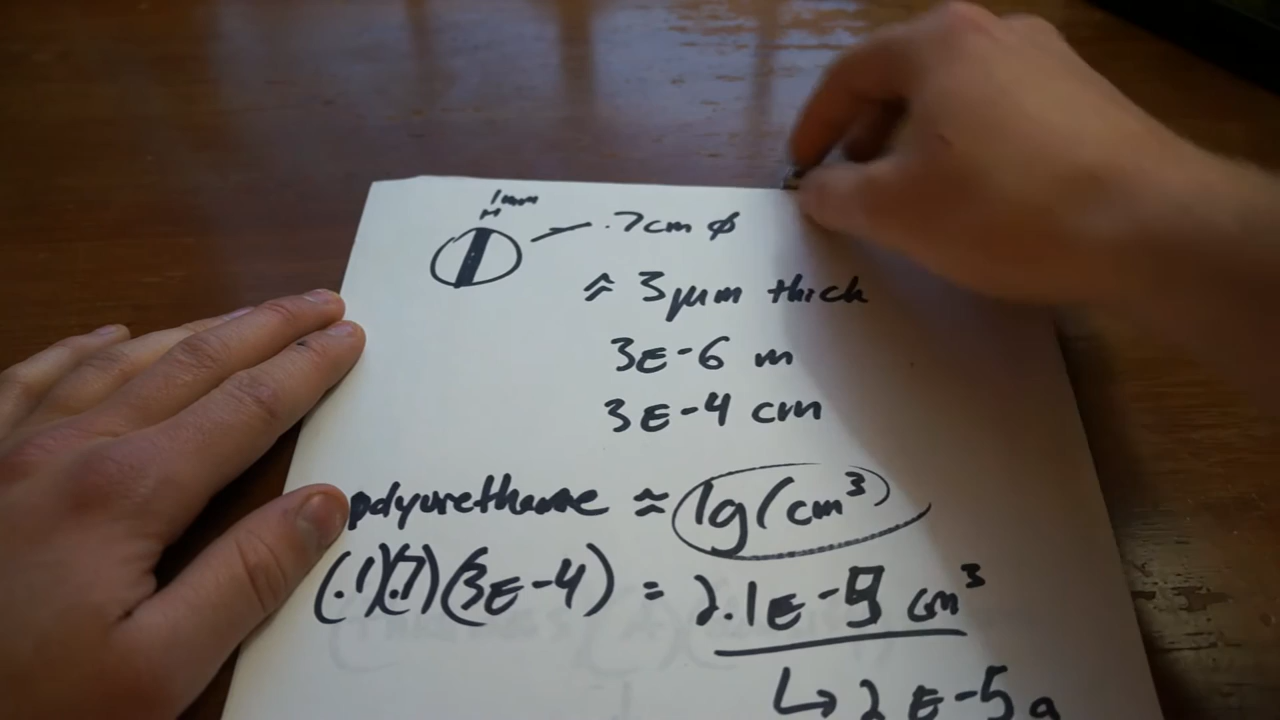 1mm
.7cm ϕ
≈ 3μm thick
3E-6 m
3E-4 cm
polyurethane ≈ 1g/cm³
(.1)(.7)(3E-4) = 2.1E-5 cm³
↳ 2E-5g